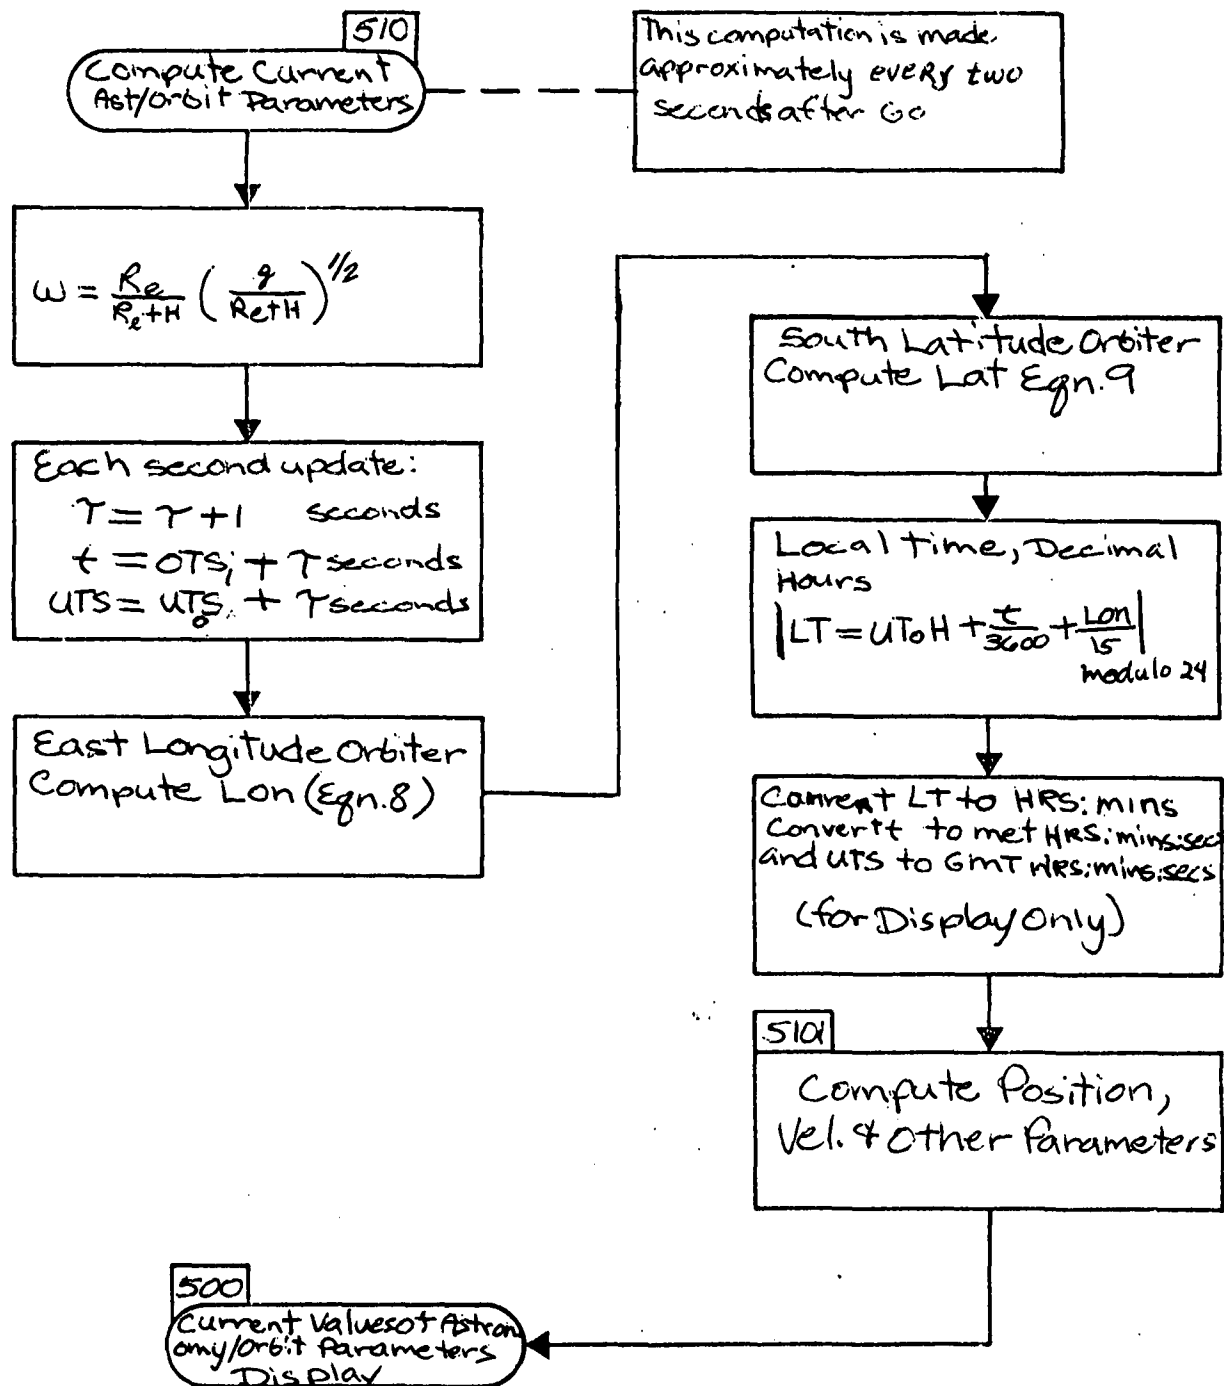 510
Compute Current
Ast/Orbit Parameters
This computation is made
approximately every two
seconds after Go
ω = Re/(Re+H) (g/(Re+H))^1/2
Each second update:
τ = τ + 1 seconds
t = OTSi + τ seconds
UTS = UTSo + τ seconds
East Longitude Orbiter
Compute Lon (Eqn. 8)
South Latitude Orbiter
Compute Lat Eqn. 9
Local time, Decimal
Hours
|LT = UToH + t/3600 + Lon/15|
modulo 24
Convert LT to HRS: mins
Convert t to met HRS: mins: sec
and UTS to GMT HRS: mins: secs
(for Display Only)
5101
Compute Position,
Vel. & Other Parameters
500
Current Values of Astron
omy/Orbit Parameters
Display